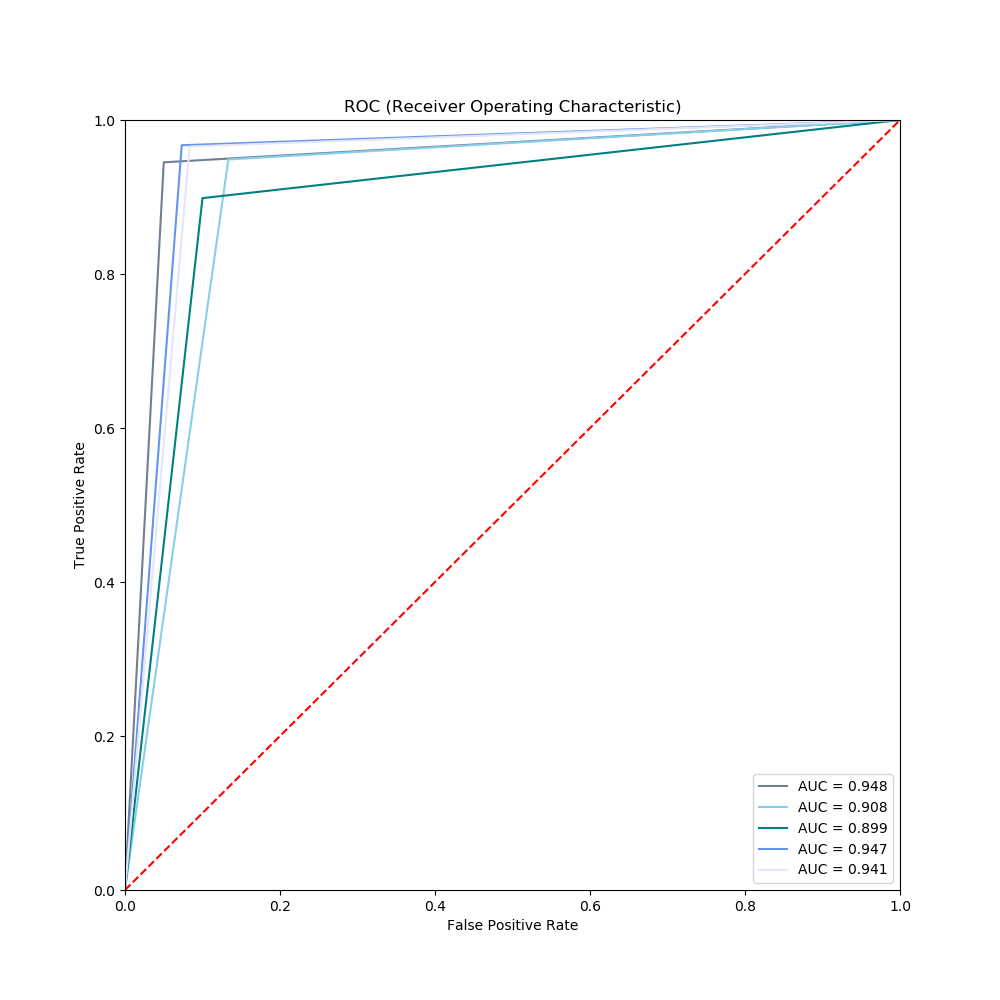 ROC (Receiver Operating Characteristic)
1.0
0.8
0.6
0.4
0.2
0.0
True Positive Rate
0.0 0.2 0.4 0.6 0.8 1.0
False Positive Rate
AUC = 0.948
AUC = 0.908
AUC = 0.899
AUC = 0.947
AUC = 0.941